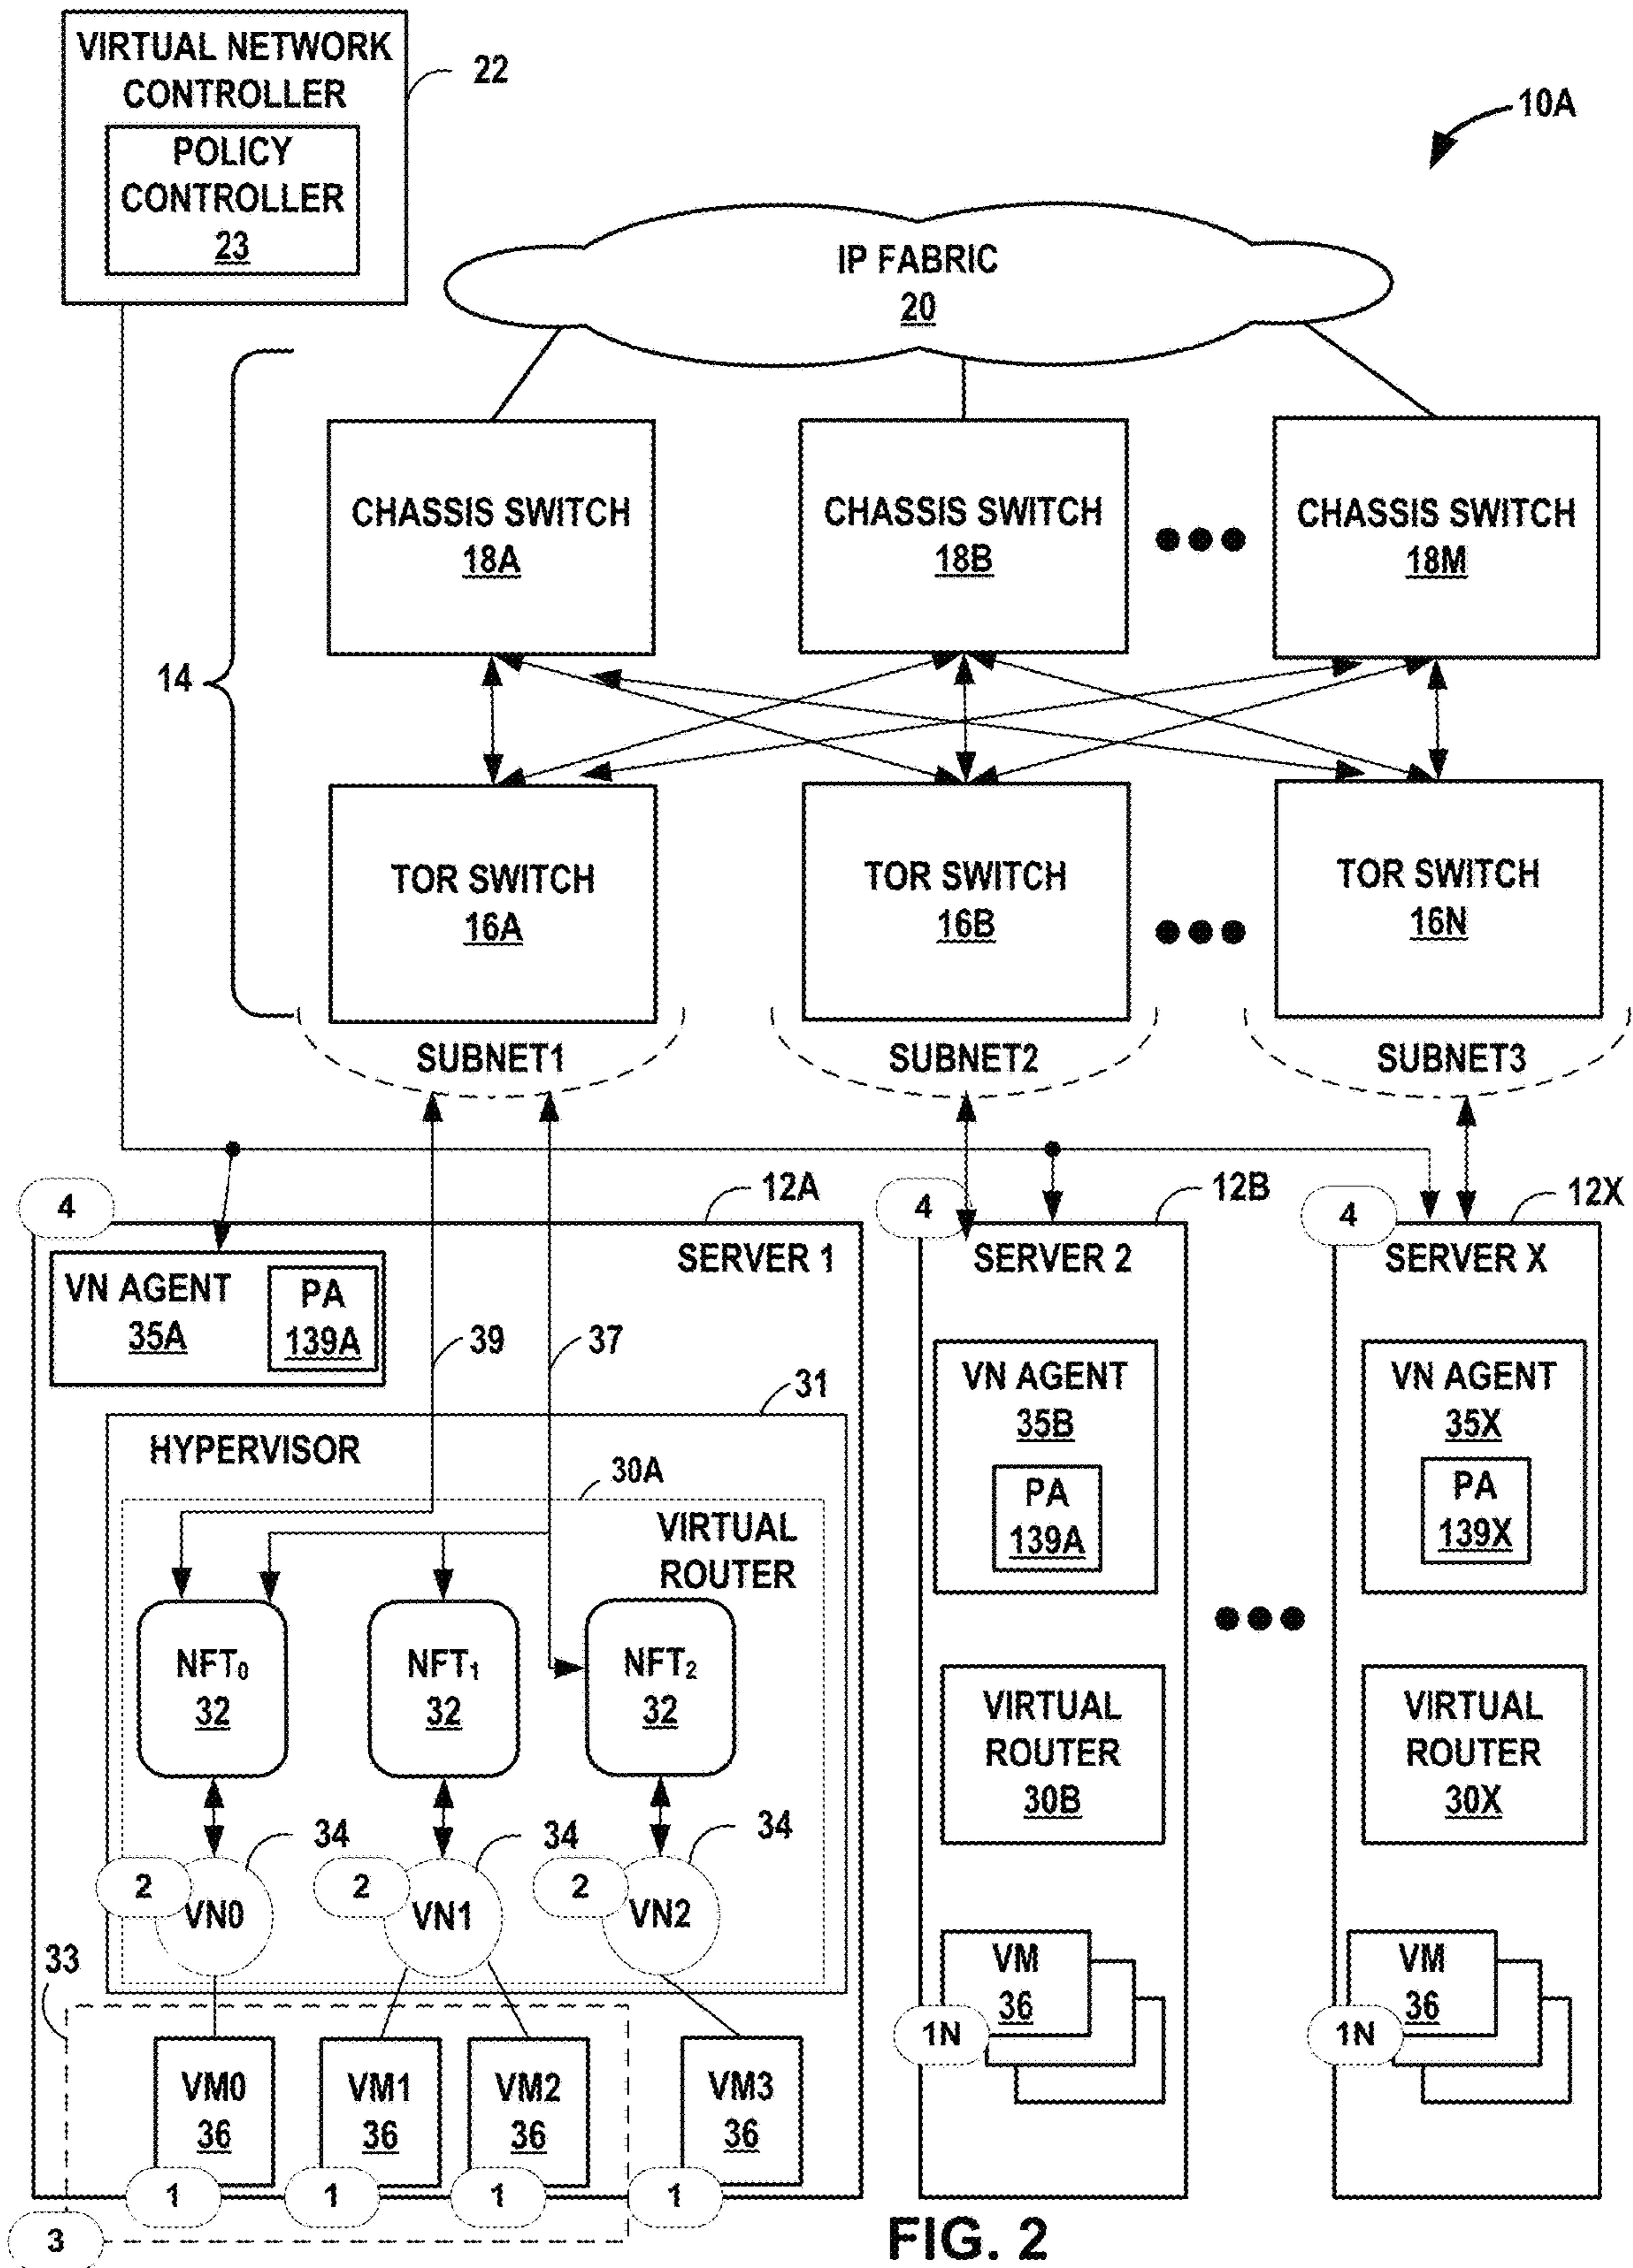 VIRTUAL NETWORK
CONTROLLER
22
POLICY
CONTROLLER
23
10A
IP FABRIC
20
14
CHASSIS SWITCH
18A
CHASSIS SWITCH
18B
CHASSIS SWITCH
18M
TOR SWITCH
16A
TOR SWITCH
16B
TOR SWITCH
16N
SUBNET1
SUBNET2
SUBNET3
4
12A
SERVER 1
VN AGENT
35A
PA
139A
39
37
31
HYPERVISOR
30A
VIRTUAL
ROUTER
NFT₀
32
NFT₁
32
NFT₂
32
34
34
34
2
VN0
2
VN1
2
VN2
33
VM0
36
VM1
36
VM2
36
VM3
36
1
1
1
1
3
4
12B
SERVER 2
VN AGENT
35B
PA
139A
VIRTUAL
ROUTER
30B
VM
36
1N
4
12X
SERVER X
VN AGENT
35X
PA
139X
VIRTUAL
ROUTER
30X
VM
36
1N
FIG. 2